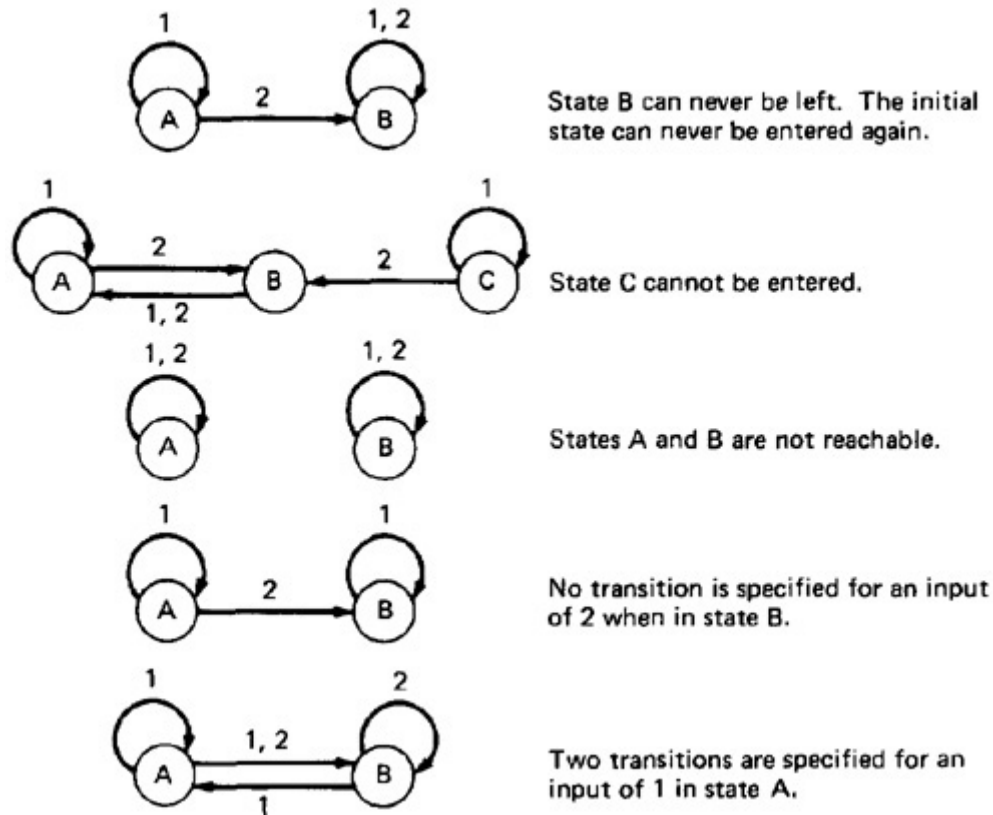 1
1, 2
2
A
B
State B can never be left. The initial
state can never be entered again.
1
1
2
2
A
B
C
State C cannot be entered.
1, 2
1, 2
1, 2
A
B
States A and B are not reachable.
1
1
2
A
B
No transition is specified for an input
of 2 when in state B.
1
2
1, 2
A
B
1
Two transitions are specified for an
input of 1 in state A.